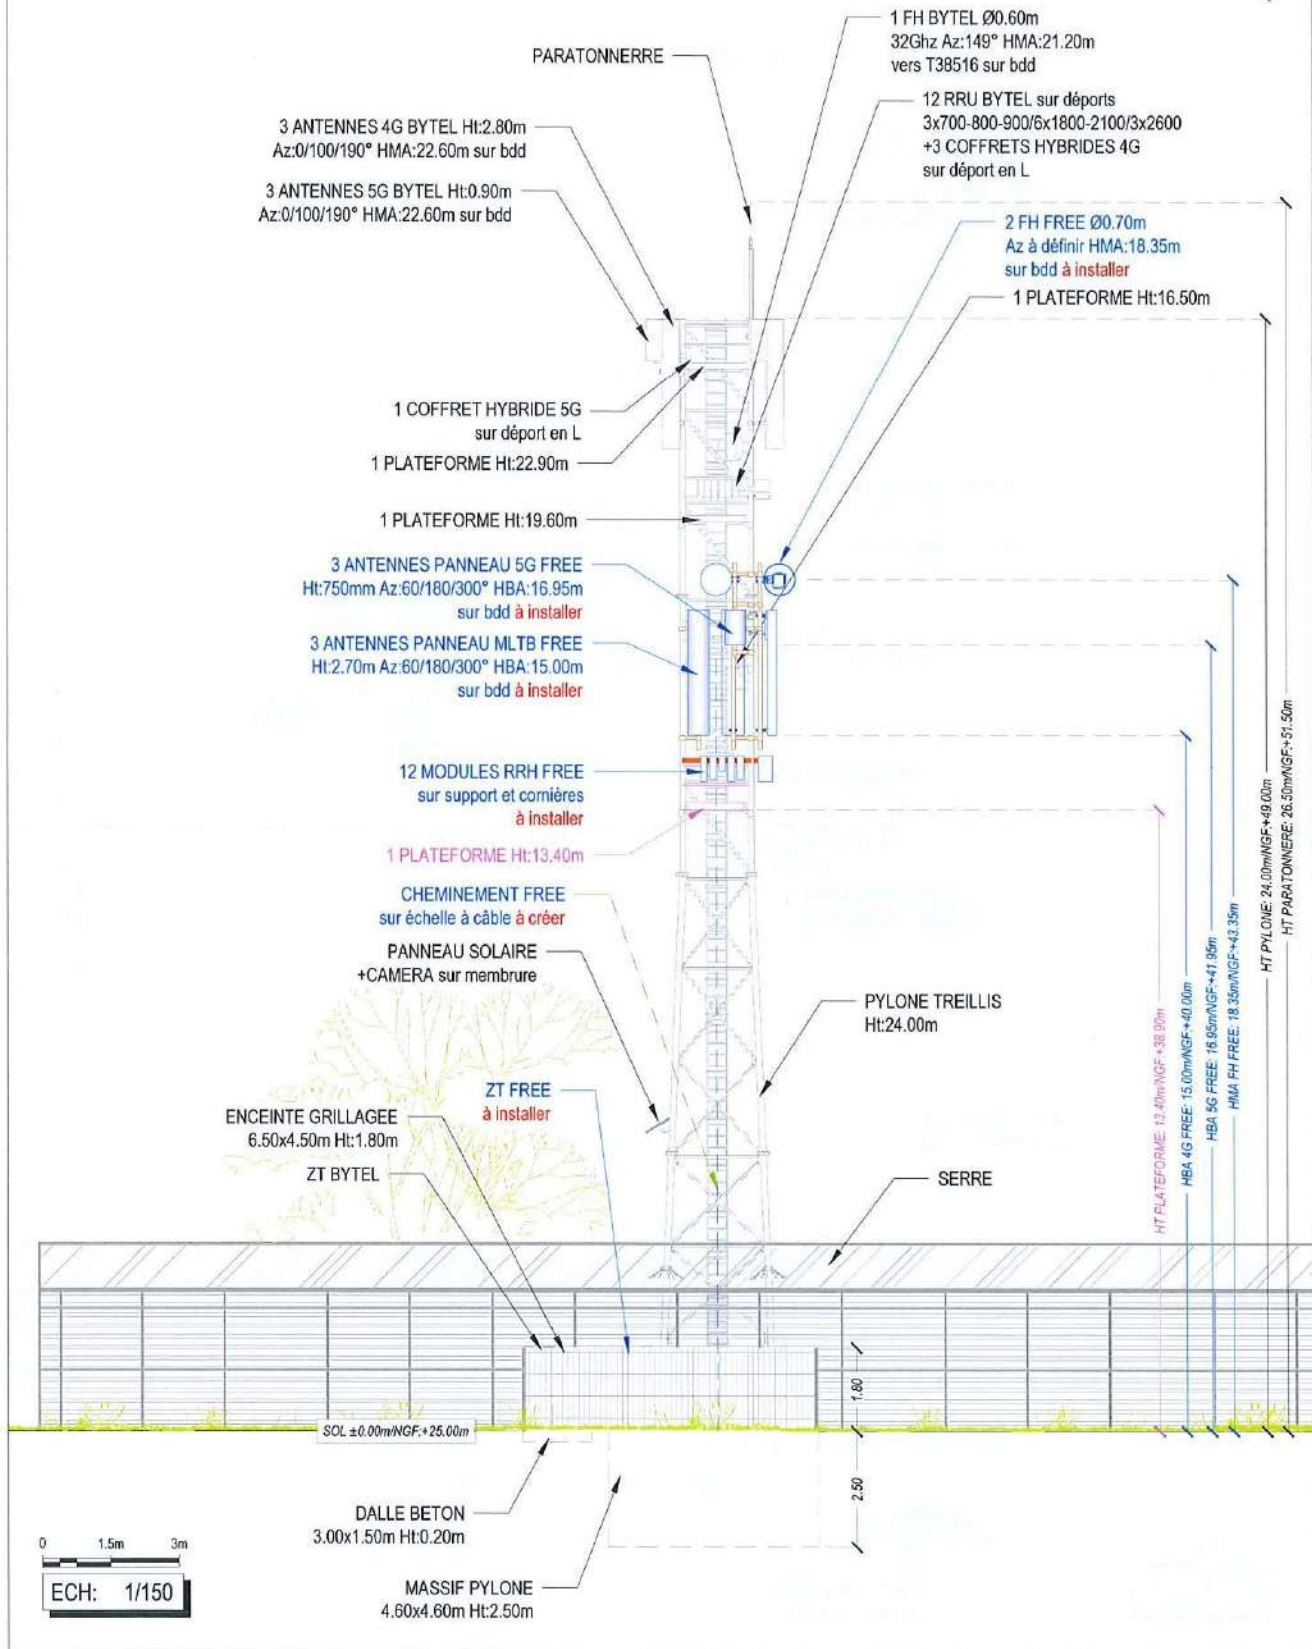 1 FH BYTEL Ø0.60m
32Ghz Az:149° HMA:21.20m
vers T38516 sur bdd
PARATONNERRE
12 RRU BYTEL sur déports
3x700-800-900/6x1800-2100/3x2600
+3 COFFRETS HYBRIDES 4G
sur déport en L
3 ANTENNES 4G BYTEL Ht:2.80m
Az:0/100/190° HMA:22.60m sur bdd
3 ANTENNES 5G BYTEL Ht:0.90m
Az:0/100/190° HMA:22.60m sur bdd
2 FH FREE Ø0.70m
Az à définir HMA:18.35m
sur bdd à installer
1 PLATEFORME Ht:16.50m
1 COFFRET HYBRIDE 5G
sur déport en L
1 PLATEFORME Ht:22.90m
1 PLATEFORME Ht:19.60m
3 ANTENNES PANNEAU 5G FREE
Ht:750mm Az:60/180/300° HBA:16.95m
sur bdd à installer
3 ANTENNES PANNEAU MLTB FREE
Ht:2.70m Az:60/180/300° HBA:15.00m
sur bdd à installer
12 MODULES RRH FREE
sur support et cornières
à installer
1 PLATEFORME Ht:13.40m
CHEMINEMENT FREE
sur échelle à câble à créer
PANNEAU SOLAIRE
+CAMERA sur membrure
PYLONE TREILLIS
Ht:24.00m
ZT FREE
à installer
ENCEINTE GRILLAGEE
6.50x4.50m Ht:1.80m
ZT BYTEL
SERRE
HT PLATEFORME: 13.40m/NGF:+38.90m
HBA 4G FREE: 15.00m/NGF:+40.00m
HBA 5G FREE: 16.95m/NGF:+41.95m
HMA FH FREE: 18.35m/NGF:+43.35m
HT PYLONE: 24.00m/NGF:+49.00m
HT PARATONNERE: 26.50m/NGF:+51.50m
1.80
SOL ±0.00m/NGF:+25.00m
2.50
DALLE BETON
3.00x1.50m Ht:0.20m
MASSIF PYLONE
4.60x4.60m Ht:2.50m
0 1.5m 3m
ECH: 1/150